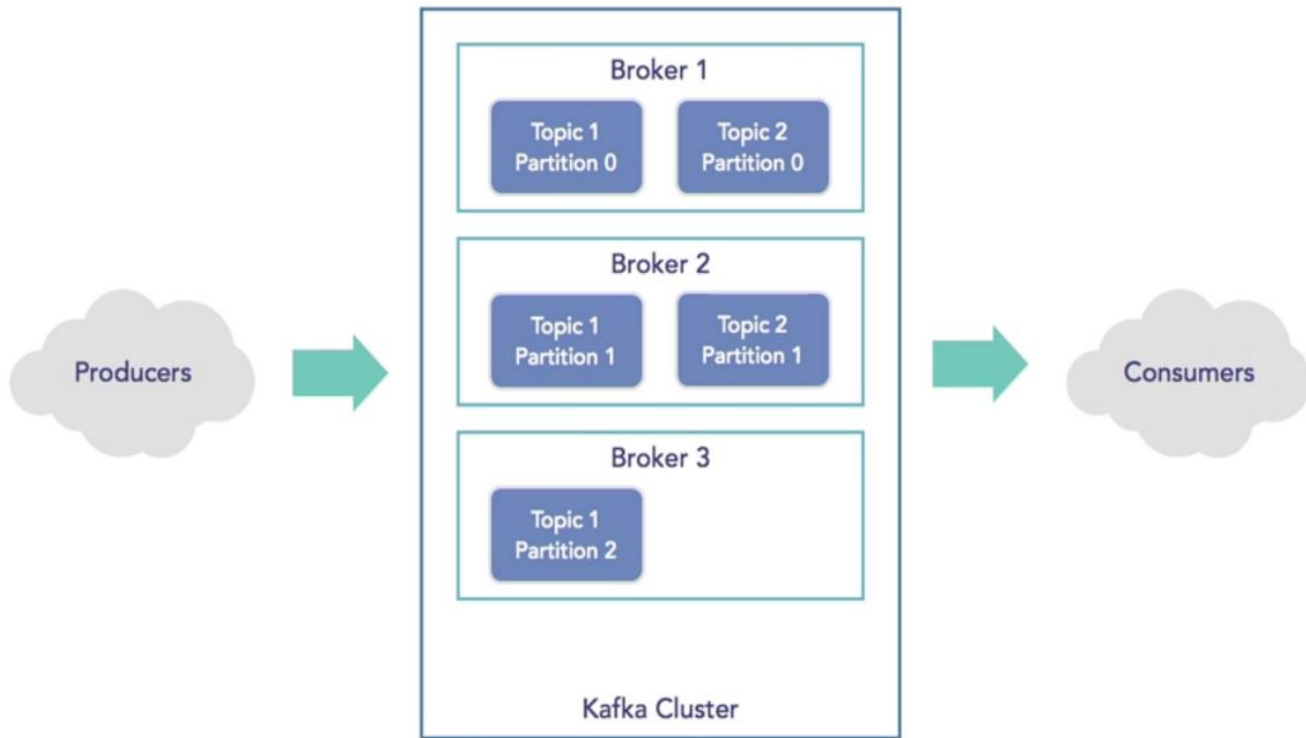 Producers
Broker 1
Topic 1
Partition 0
Topic 2
Partition 0
Broker 2
Topic 1
Partition 1
Topic 2
Partition 1
Broker 3
Topic 1
Partition 2
Kafka Cluster
Consumers